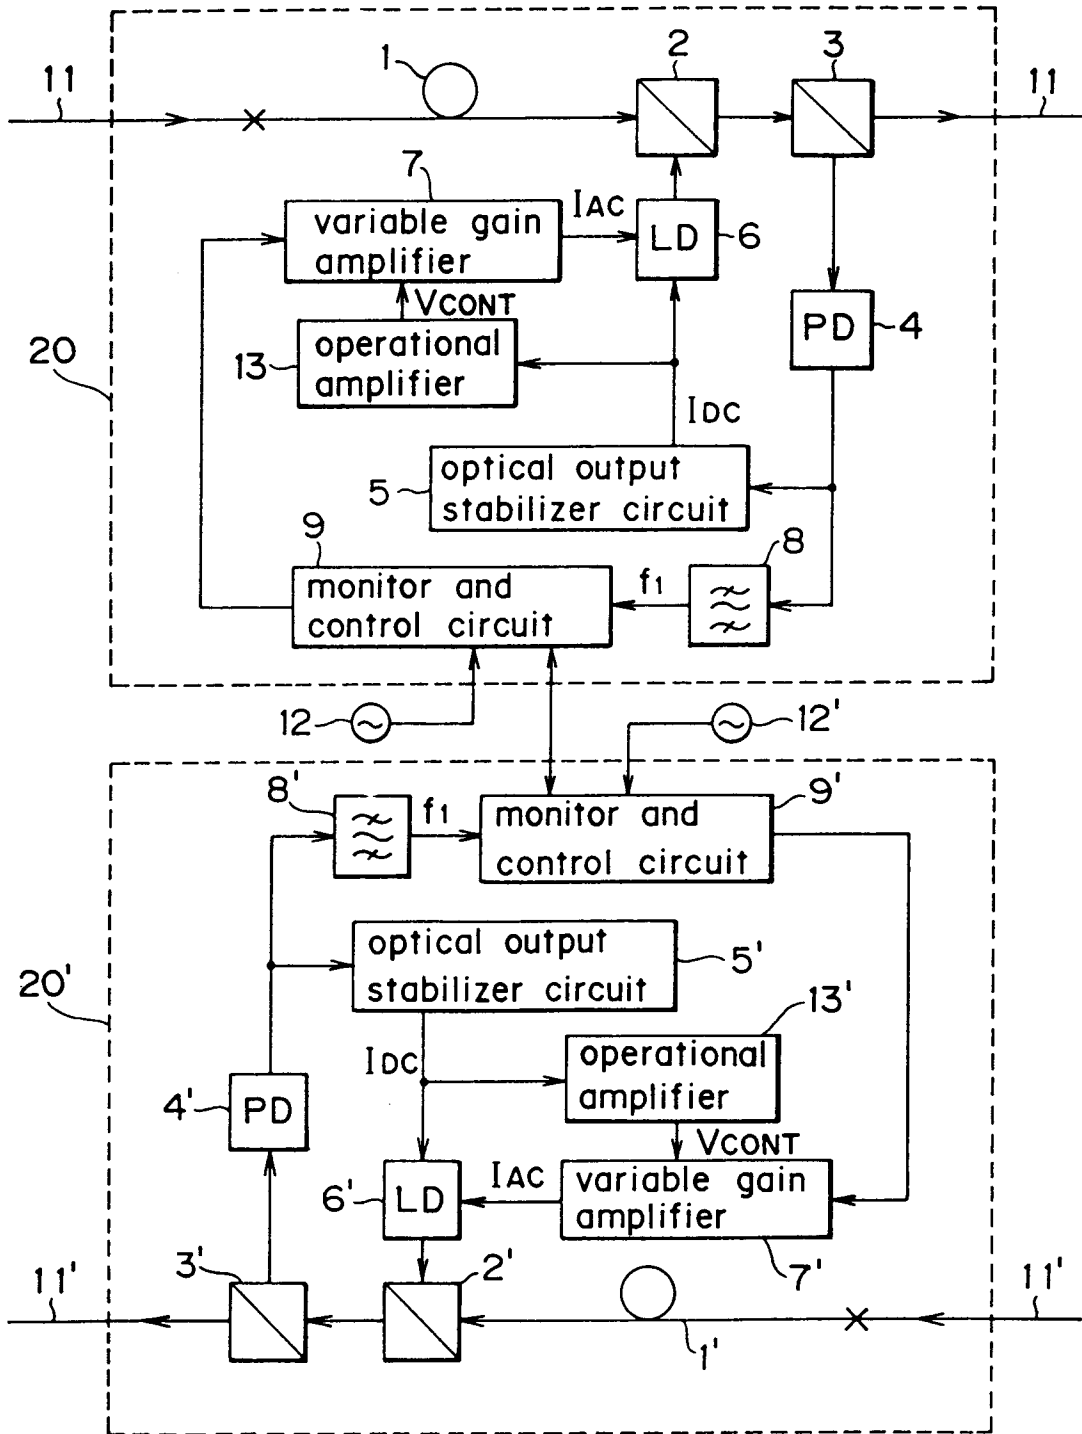 1
2
3
11
11
7
variable gain
amplifier
IAC
LD
6
VCONT
13
operational
amplifier
PD
4
20
IDC
5
optical output
stabilizer circuit
9
monitor and
control circuit
f1
8
12
12'
8'
f1
monitor and
control circuit
9'
optical output
stabilizer circuit
5'
20'
13'
IDC
operational
amplifier
4'
PD
VCONT
6'
LD
IAC
variable gain
amplifier
7'
3'
2'
11'
11'
1'